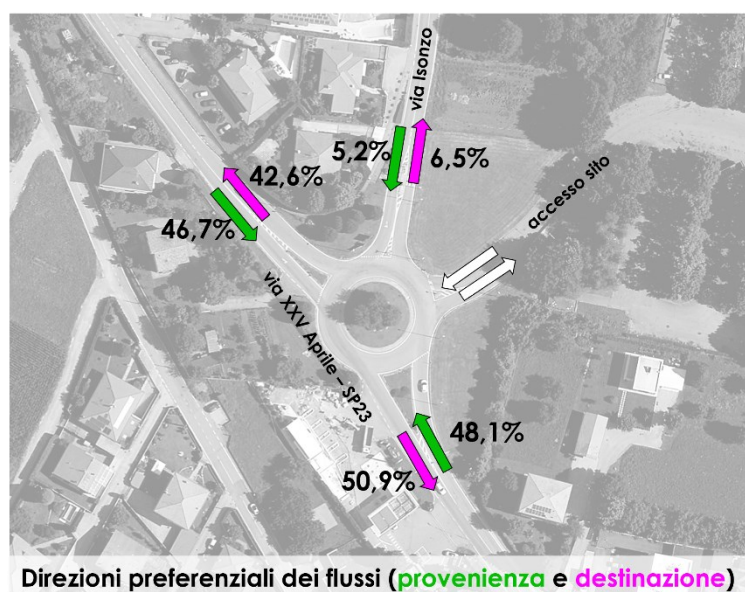 via Isonzo
5,2%
6,5%
42,6%
46,7%
accesso sito
via XXV Aprile – SP23
48,1%
50,9%
Direzioni preferenziali dei flussi (provenienza e destinazione)